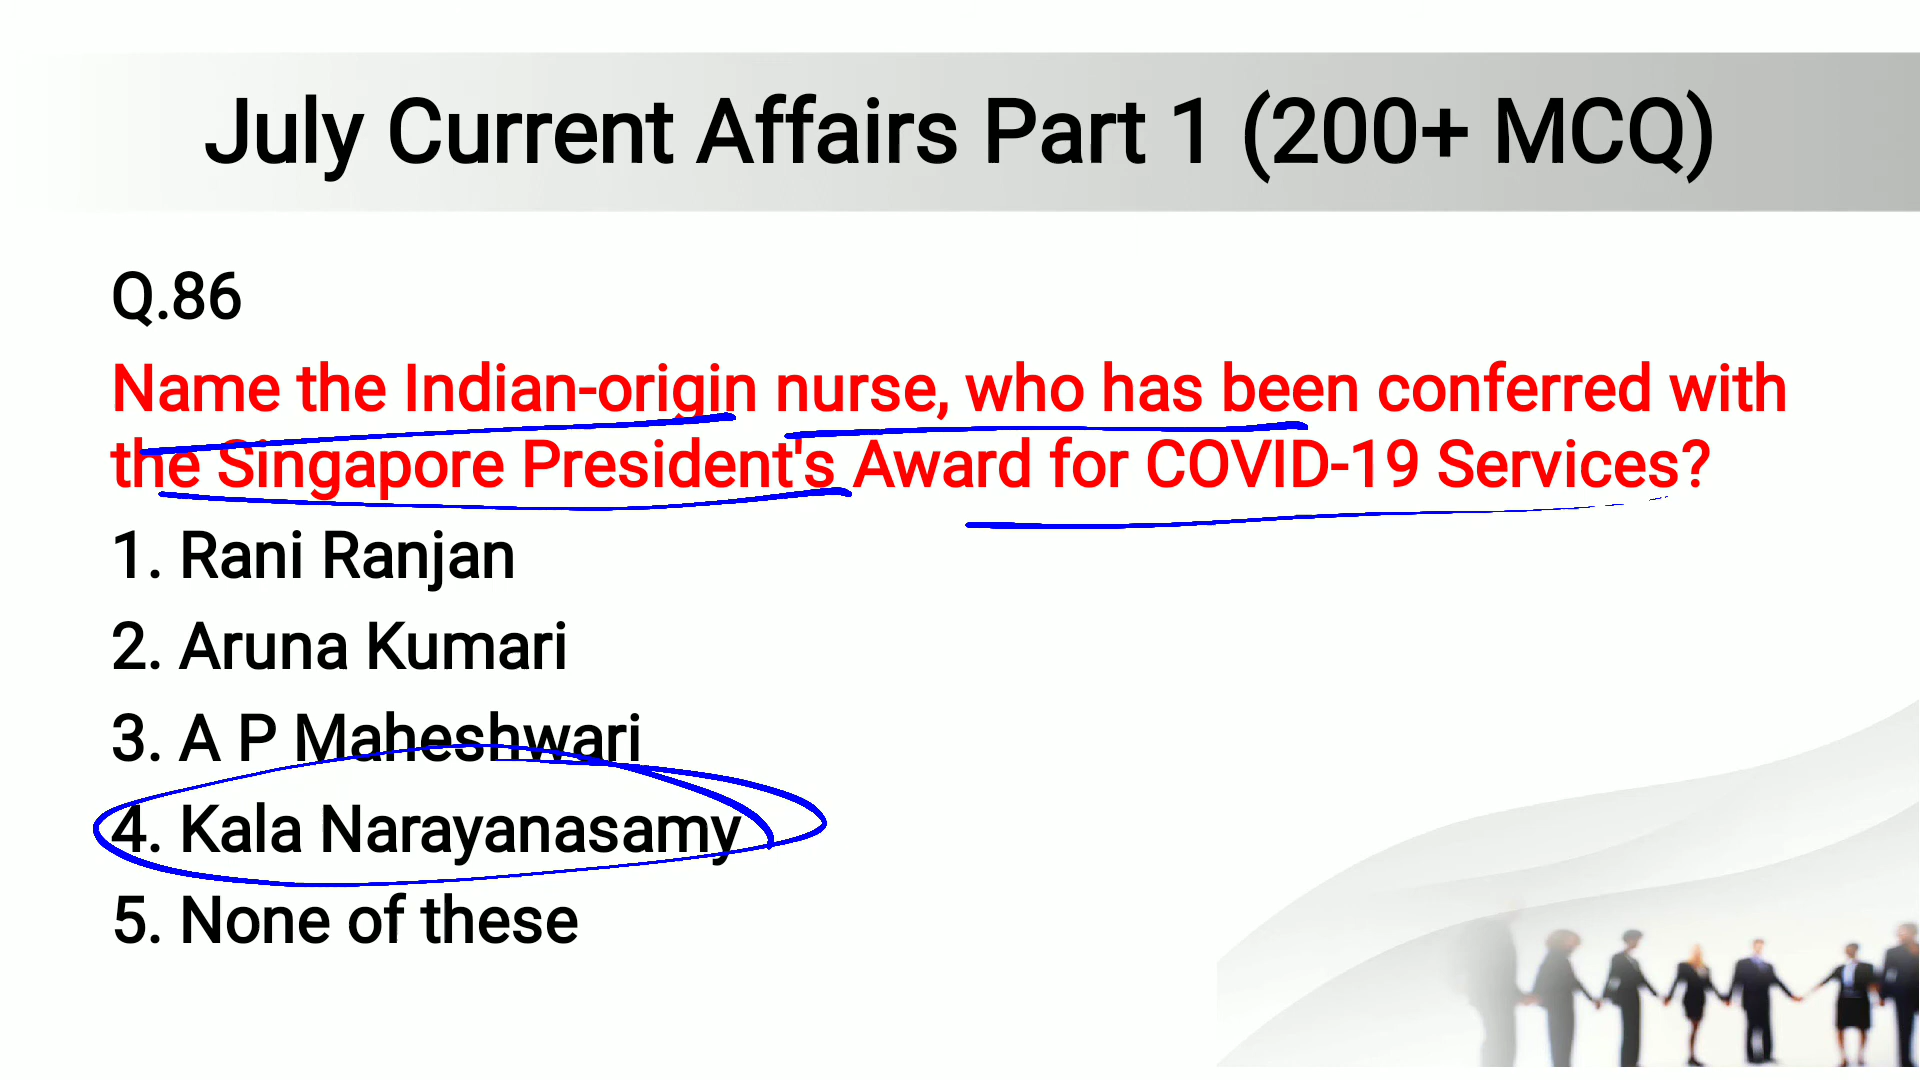 July Current Affairs Part 1 (200+ MCQ)
Q.86
Name the Indian-origin nurse, who has been conferred with
the Singapore President's Award for COVID-19 Services?
1. Rani Ranjan
2. Aruna Kumari
3. A P Maheshwari
4. Kala Narayanasamy
5. None of these